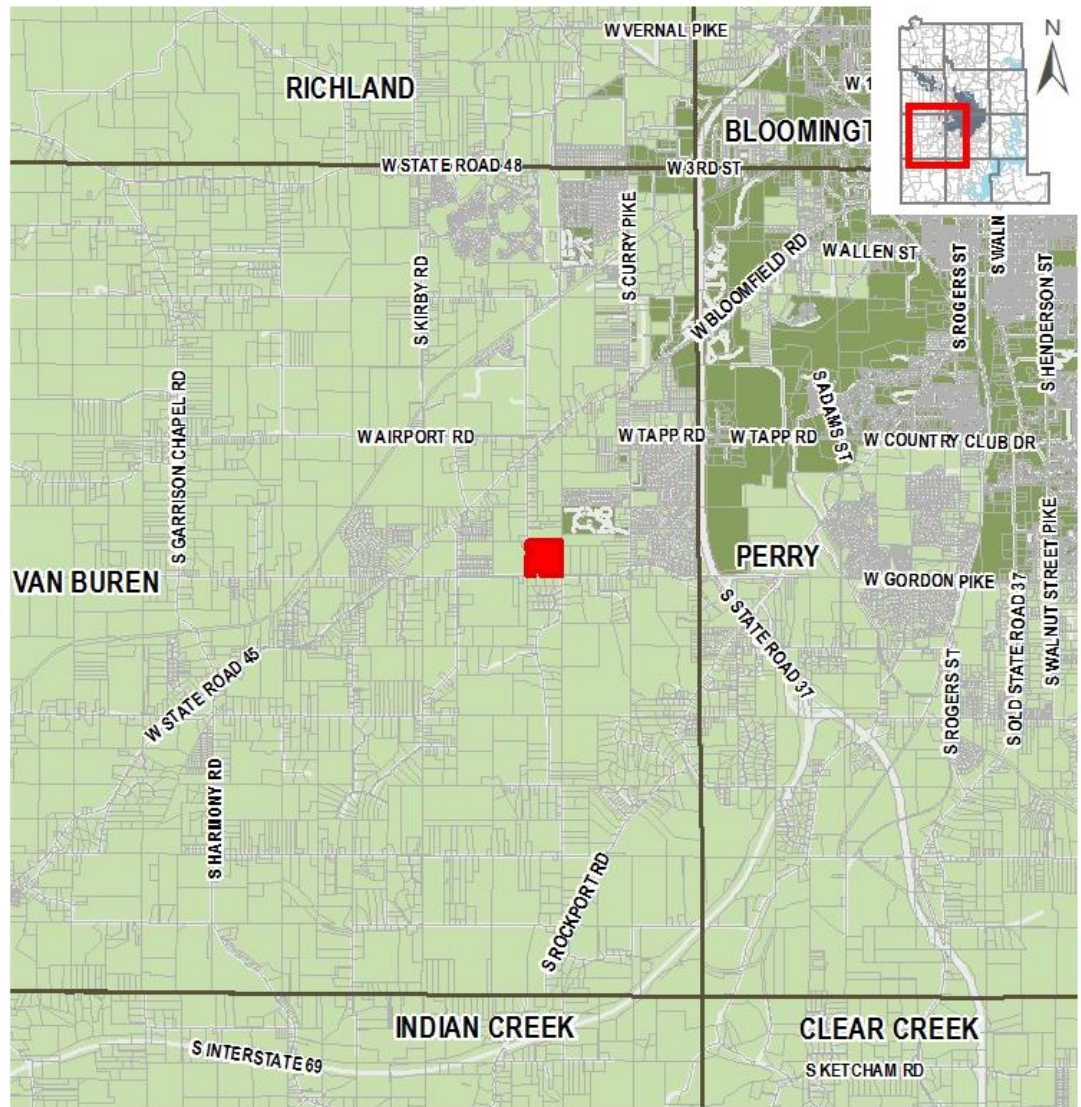 W VERNAL PIKE
N
RICHLAND
W 1
BLOOMINGT
W STATE ROAD 48
W 3RD ST
S CURRY PIKE
S WALN
W ALLEN ST
W BLOOMFIELD RD
S KIRBY RD
S ROGERS ST
S HENDERSON ST
S GARRISON CHAPEL RD
S ADAMS ST
W AIRPORT RD
W TAPP RD
W TAPP RD
W COUNTRY CLUB DR
PERRY
VAN BUREN
W GORDON PIKE
S WALNUT STREET PIKE
S STATE ROAD 37
S OLD STATE ROAD 37
W STATE ROAD 45
S ROGERS ST
S HARMONY RD
S ROCKPORT RD
INDIAN CREEK
CLEAR CREEK
S INTERSTATE 69
S KETCHAM RD